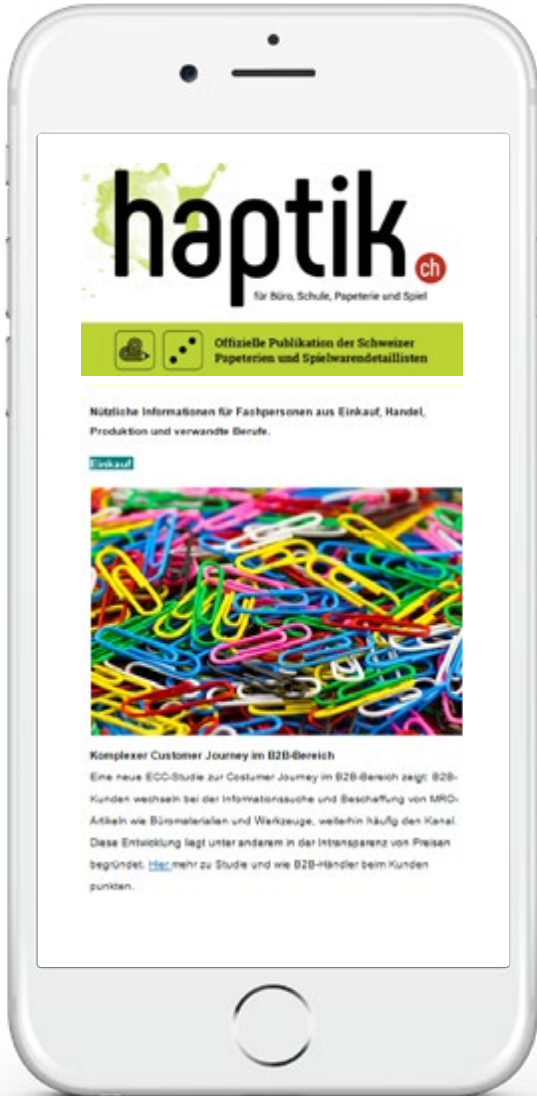 haptik.
ch
für Büro, Schule, Papeterie und Spiel
Offizielle Publikation der Schweizer
Papeterien und Spielwarendetaillisten
Nützliche Informationen für Fachpersonen aus Einkauf, Handel,
Produktion und verwandte Berufe.
Einkauf
Komplexer Customer Journey im B2B-Bereich
Eine neue ECC-Studie zur Costumer Journey im B2B-Bereich zeigt: B2B-
Kunden wechseln bei der Informationssuche und Beschaffung von MRO-
Artikeln wie Büromaterialien und Werkzeuge, weiterhin häufig den Kanal.
Diese Entwicklung liegt unter anderem in der Intransparenz von Preisen
begründet. Hier mehr zu Studie und wie B2B-Händler beim Kunden
punkten.